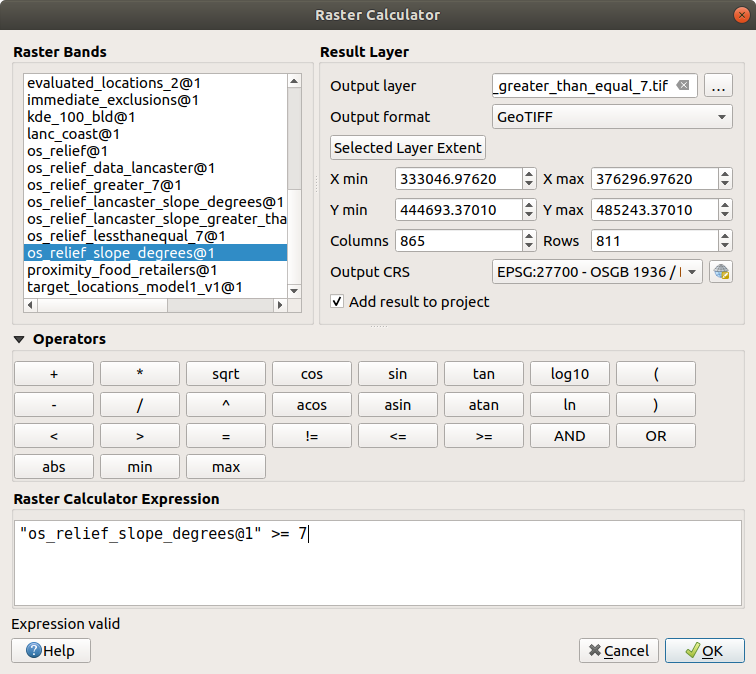 Raster Calculator
Raster Bands
evaluated_locations_2@1
immediate_exclusions@1
kde_100_bld@1
lanc_coast@1
os_relief@1
os_relief_data_lancaster@1
os_relief_greater_7@1
os_relief_lancaster_slope_degrees@1
os_relief_lancaster_slope_greater_tha
os_relief_lessthanequal_7@1
os_relief_slope_degrees@1
proximity_food_retailers@1
target_locations_model1_v1@1
Result Layer
Output layer _greater_than_equal_7.tif ...
Output format GeoTIFF
Selected Layer Extent
X min 333046.97620 X max 376296.97620
Y min 444693.37010 Y max 485243.37010
Columns 865 Rows 811
Output CRS EPSG:27700 - OSGB 1936 /
Add result to project
Operators
+ * sqrt cos sin tan log10 (
- / ^ acos asin atan ln )
< > = != <= >= AND OR
abs min max
Raster Calculator Expression
"os_relief_slope_degrees@1" >= 7
Expression valid
Help Cancel OK